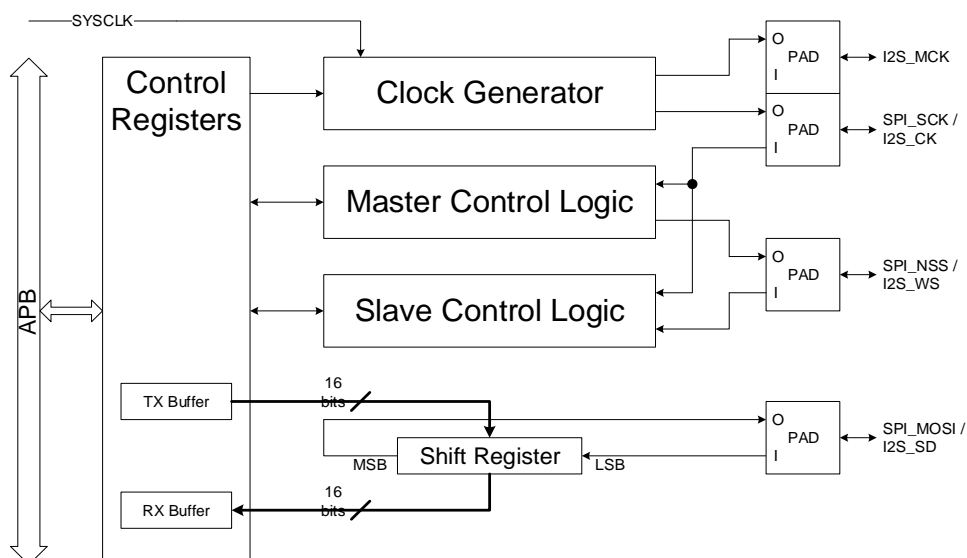 SYSCLK
Control
Registers
Clock Generator
O
PAD
I
I2S_MCK
O
PAD
I
SPI_SCK /
I2S_CK
Master Control Logic
O
PAD
I
SPI_NSS /
I2S_WS
Slave Control Logic
APB
TX Buffer
16
bits
O
PAD
I
SPI_MOSI /
I2S_SD
MSB
Shift Register
LSB
RX Buffer
16
bits